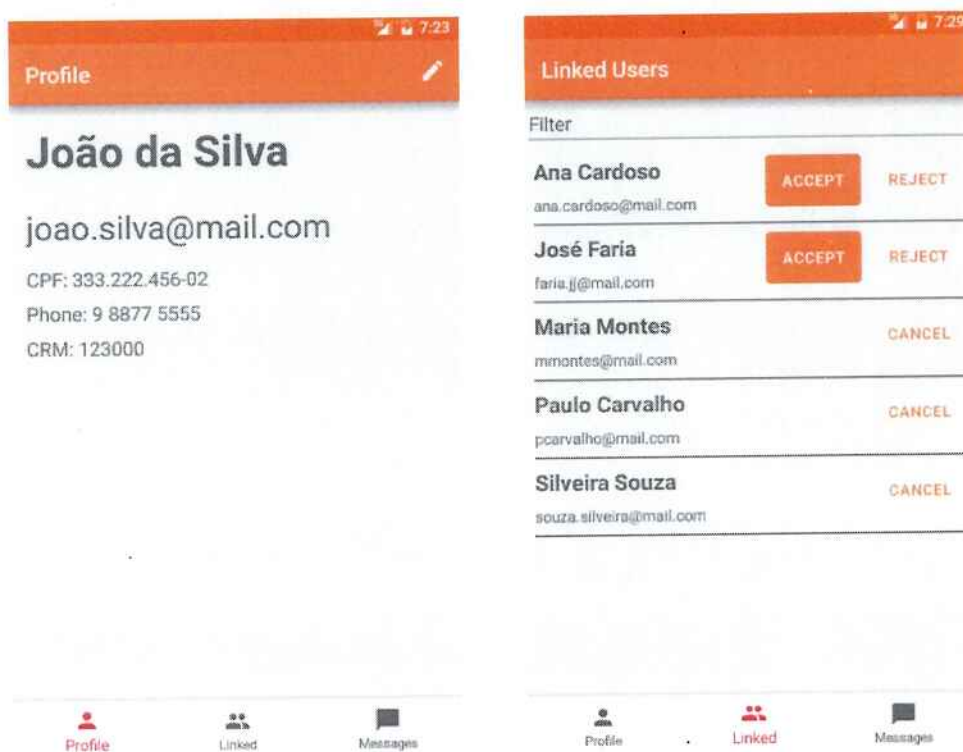 7:23
Profile
João da Silva
joao.silva@mail.com
CPF: 333.222.456-02
Phone: 9 8877 5555
CRM: 123000
Profile
Linked
Messages
7:29
Linked Users
Filter
Ana Cardoso
ACCEPT
REJECT
ana.cardoso@mail.com
José Faria
ACCEPT
REJECT
faria.jj@mail.com
Maria Montes
CANCEL
mmontes@mail.com
Paulo Carvalho
CANCEL
pcarvalho@mail.com
Silveira Souza
CANCEL
souza.silveira@mail.com
Profile
Linked
Messages